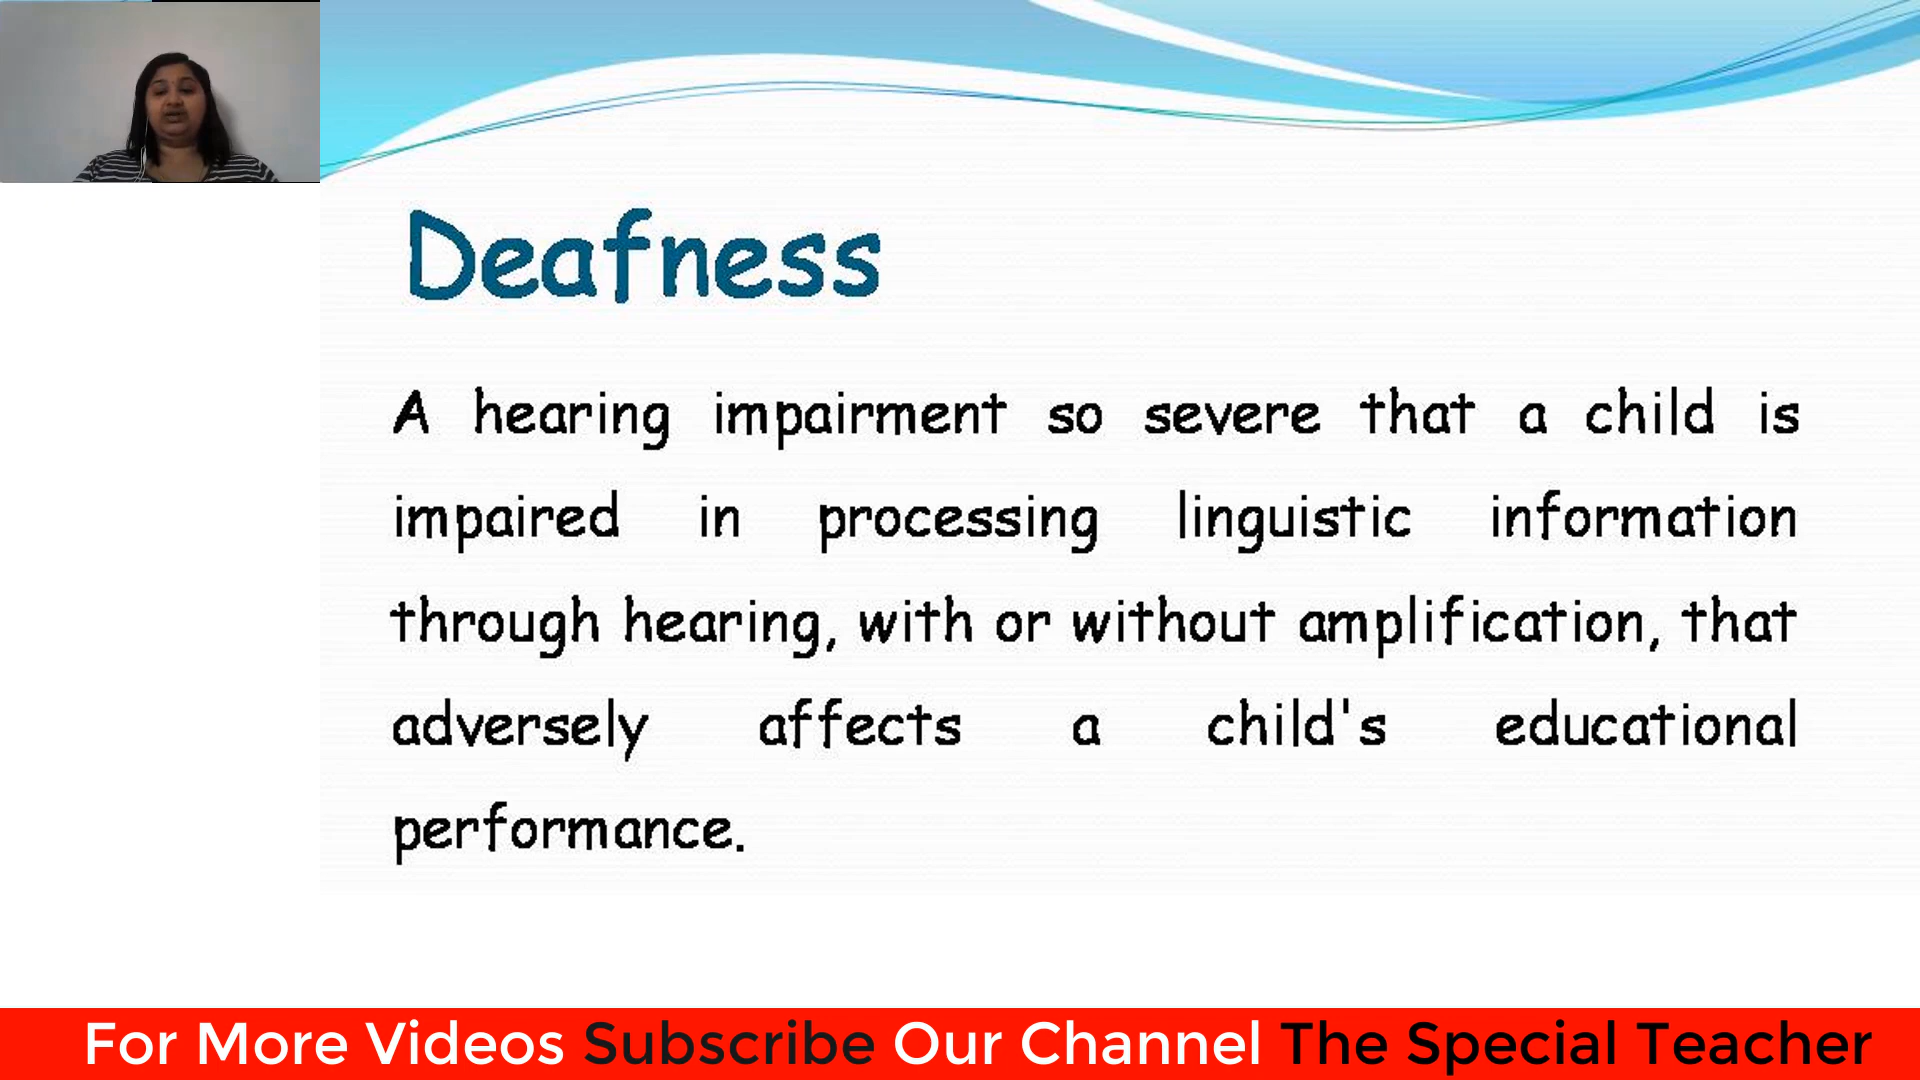 Deafness
A hearing impairment so severe that a child is
impaired in processing linguistic information
through hearing, with or without amplification, that
adversely affects a child's educational
performance.
For More Videos Subscribe Our Channel The Special Teacher